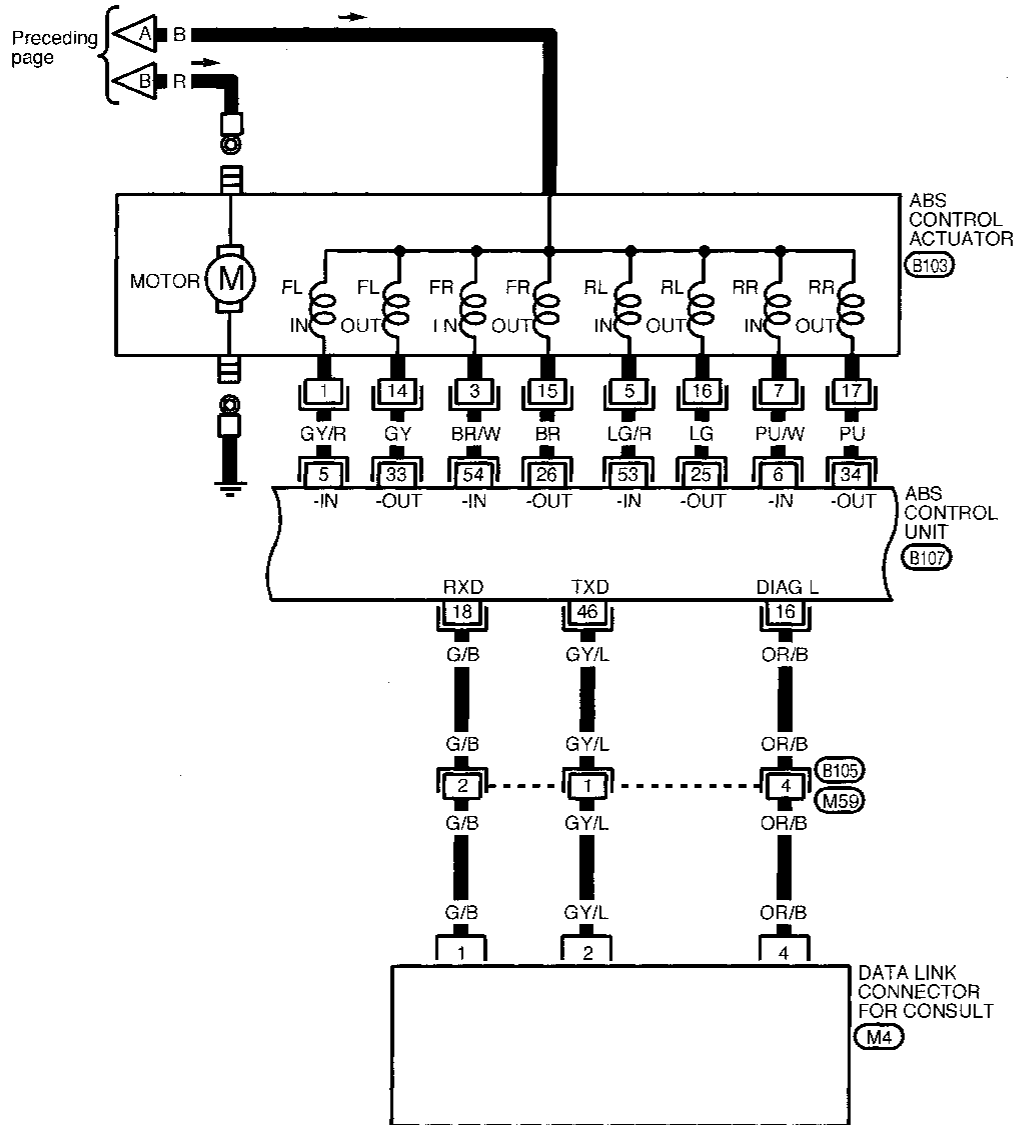 Preceding
page
A B
B R
ABS
CONTROL
ACTUATOR
B103
MOTOR M
FL FL FR FR RL RL RR RR
IN OUT IN OUT IN OUT IN OUT
1 14 3 15 5 16 7 17
GY/R GY BR/W BR LG/R LG PU/W PU
5 33 54 26 53 25 6 34
-IN -OUT -IN -OUT -IN -OUT -IN -OUT
ABS
CONTROL
UNIT
B107
RXD TXD DIAG L
18 46 16
G/B GY/L OR/B
G/B GY/L OR/B
2 1 4
B105
M59
G/B GY/L OR/B
G/B GY/L OR/B
1 2 4
DATA LINK
CONNECTOR
FOR CONSULT
M4